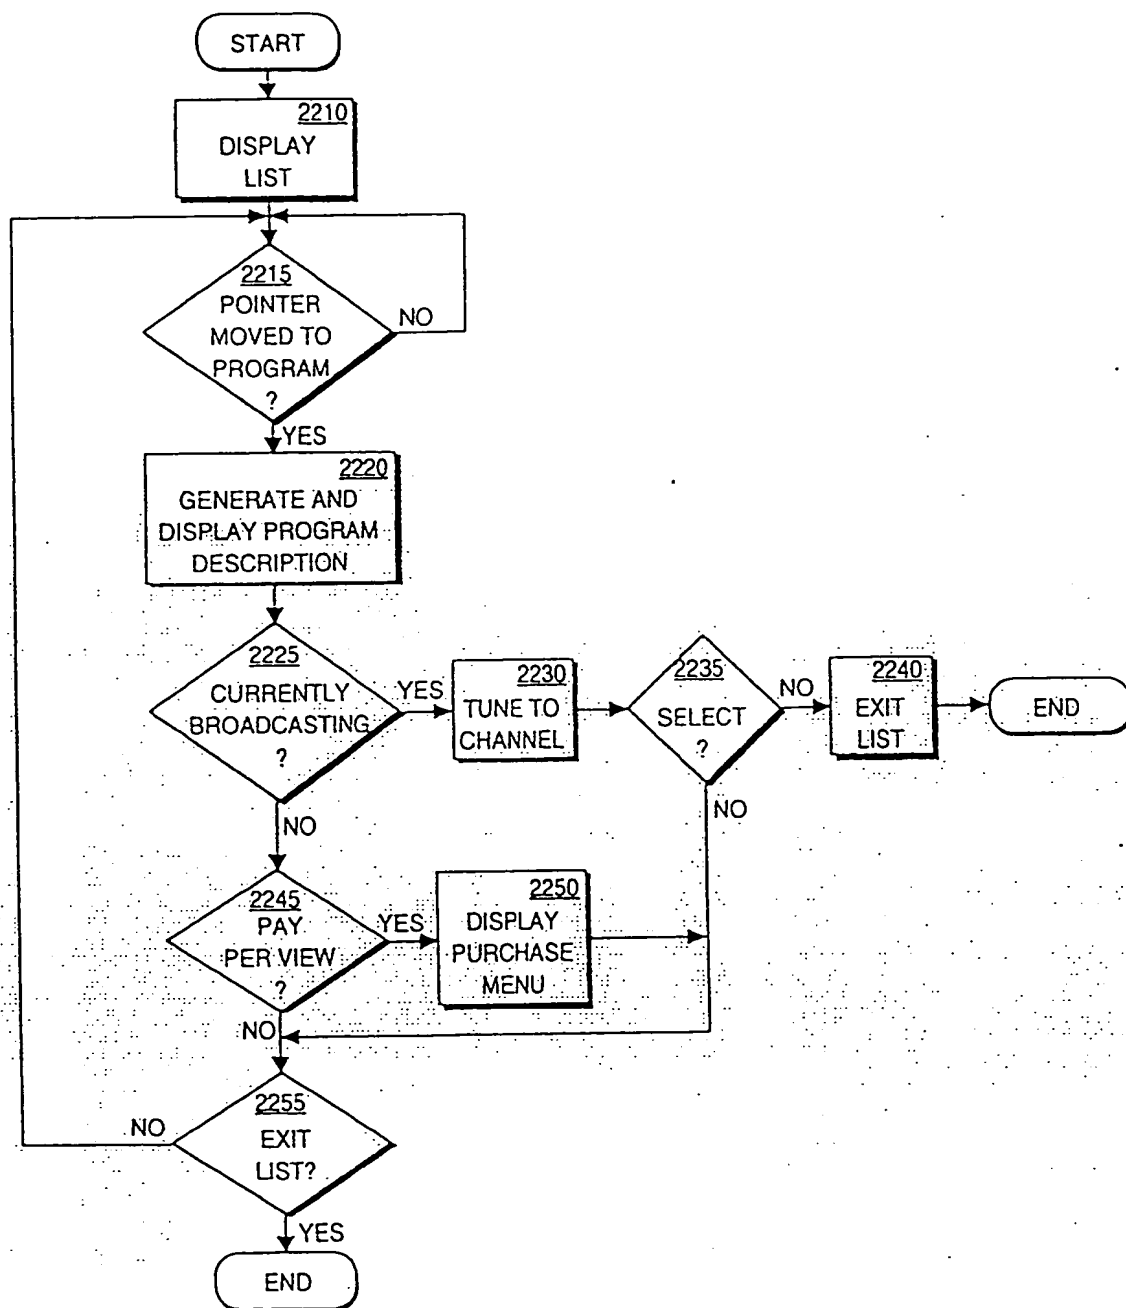 START
2210
DISPLAY
LIST
2215
POINTER
MOVED TO
PROGRAM
?
NO
YES
2220
GENERATE AND
DISPLAY PROGRAM
DESCRIPTION
2225
CURRENTLY
BROADCASTING
?
YES
NO
2230
TUNE TO
CHANNEL
2235
SELECT
?
NO
NO
2240
EXIT
LIST
END
2245
PAY
PER VIEW
?
YES
NO
2250
DISPLAY
PURCHASE
MENU
2255
EXIT
LIST?
NO
YES
END